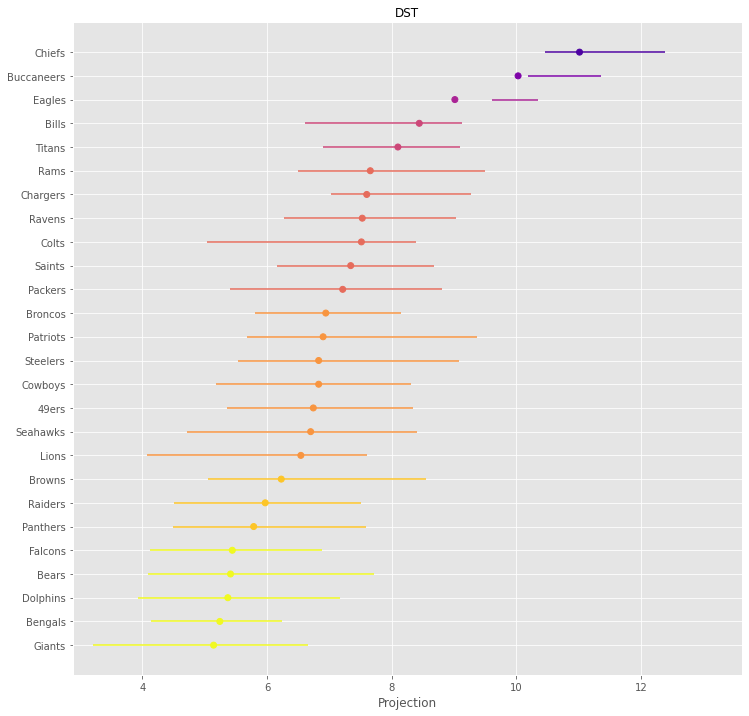 DST
Chiefs
Buccaneers
Eagles
Bills
Titans
Rams
Chargers
Ravens
Colts
Saints
Packers
Broncos
Patriots
Steelers
Cowboys
49ers
Seahawks
Lions
Browns
Raiders
Panthers
Falcons
Bears
Dolphins
Bengals
Giants
4 6 8 10 12
Projection